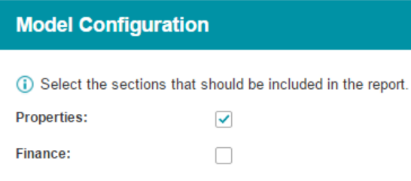 Model Configuration
Select the sections that should be included in the report.
Properties:
Finance: